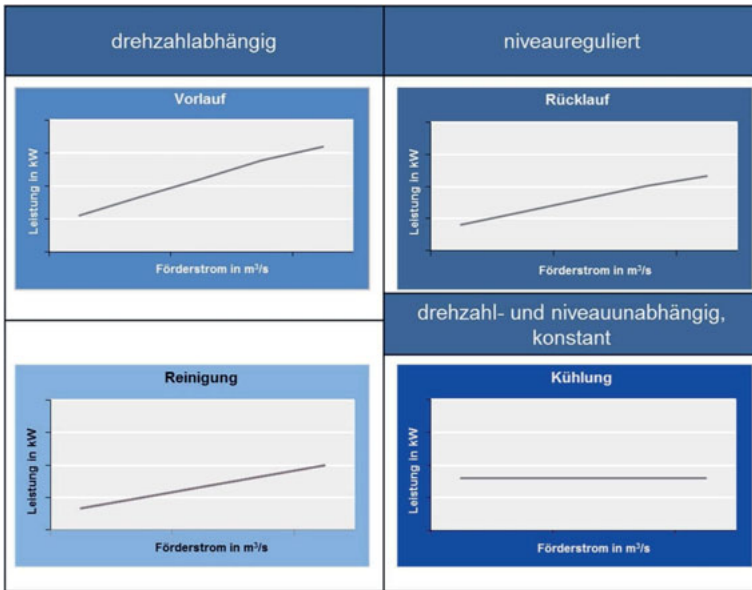 drehzahlabhängig
niveaureguliert
Vorlauf
Leistung in kW
Förderstrom in m³/s
Rücklauf
Leistung in kW
Förderstrom in m³/s
drehzahl- und niveauunabhängig,
konstant
Reinigung
Leistung in kW
Förderstrom in m³/s
Kühlung
Leistung in kW
Förderstrom in m³/s